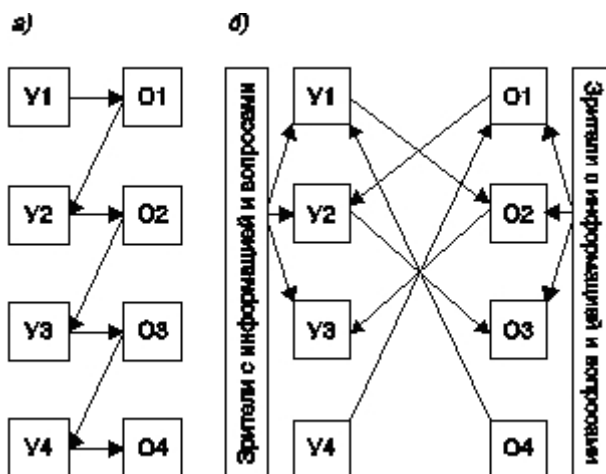 а)
б)
У1 О1
У2 О2
У3 О3
У4 О4
Зрители с информацией и вопросами
У1 О1
У2 О2
У3 О3
У4 О4
Зрители с информацией и вопросами